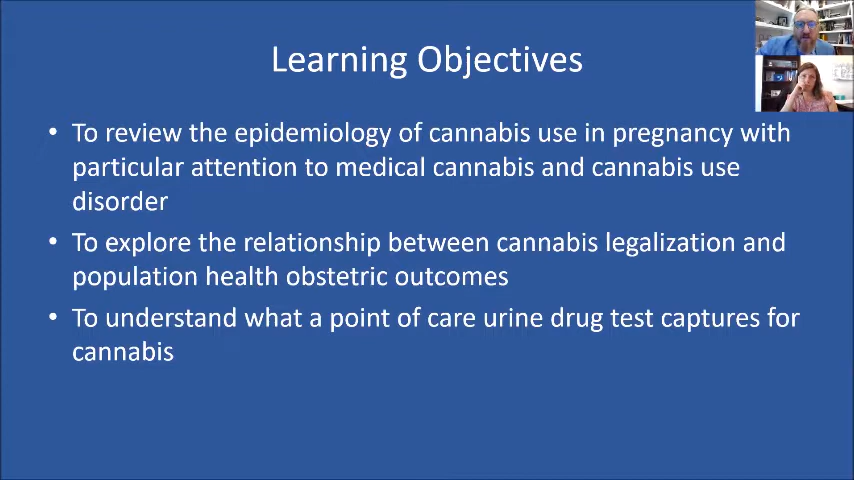 Learning Objectives
• To review the epidemiology of cannabis use in pregnancy with
particular attention to medical cannabis and cannabis use
disorder
• To explore the relationship between cannabis legalization and
population health obstetric outcomes
• To understand what a point of care urine drug test captures for
cannabis